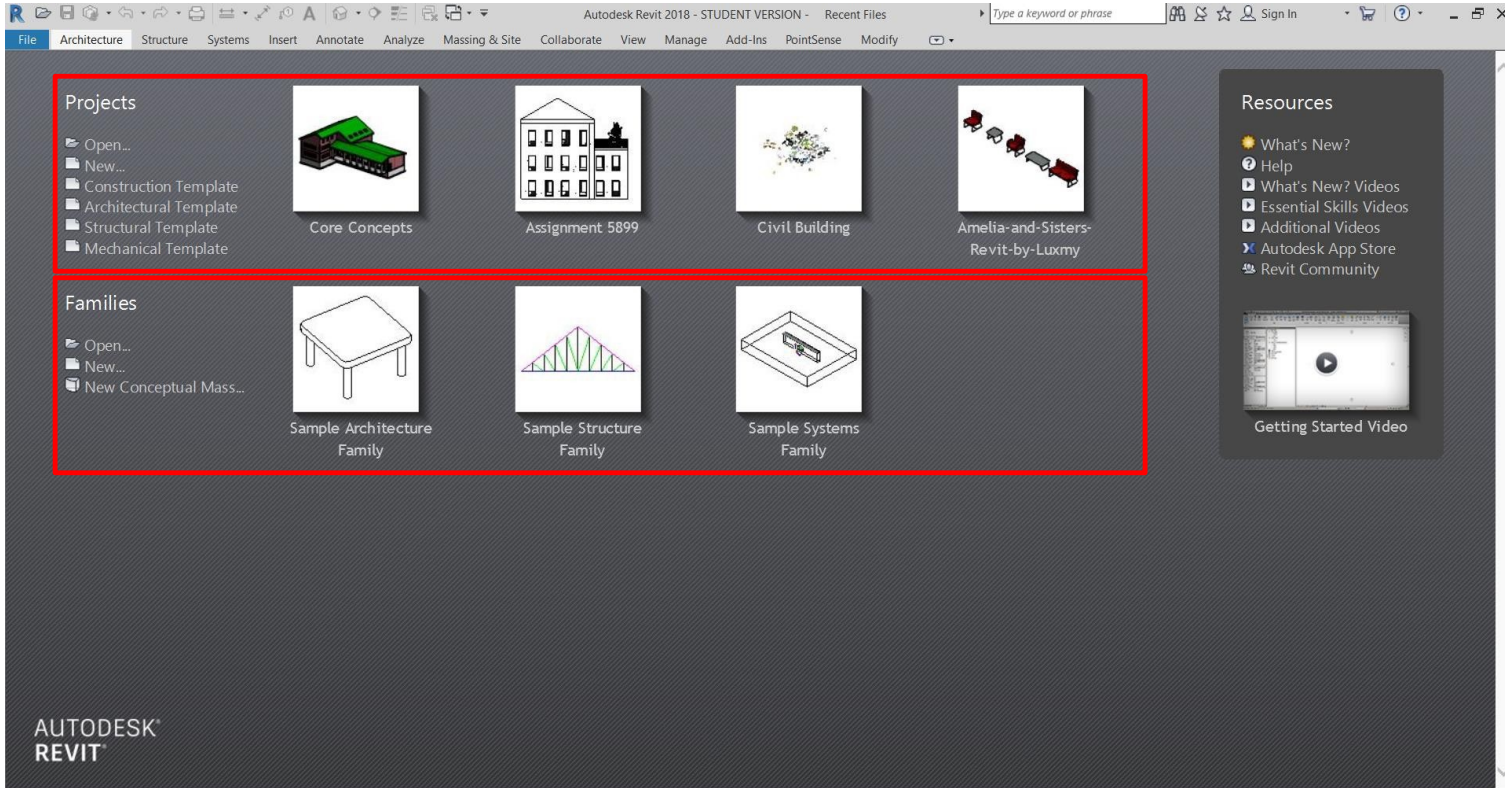 Autodesk Revit 2018 - STUDENT VERSION - Recent Files
Type a keyword or phrase
Sign In
File Architecture Structure Systems Insert Annotate Analyze Massing & Site Collaborate View Manage Add-Ins PointSense Modify
Projects
Open...
New...
Construction Template
Architectural Template
Structural Template
Mechanical Template
Core Concepts
Assignment 5899
Civil Building
Amelia-and-Sisters-
Revit-by-Luxmy
Families
Open...
New...
New Conceptual Mass...
Sample Architecture
Family
Sample Structure
Family
Sample Systems
Family
Resources
What's New?
Help
What's New? Videos
Essential Skills Videos
Additional Videos
Autodesk App Store
Revit Community
Getting Started Video
AUTODESK®
REVIT®